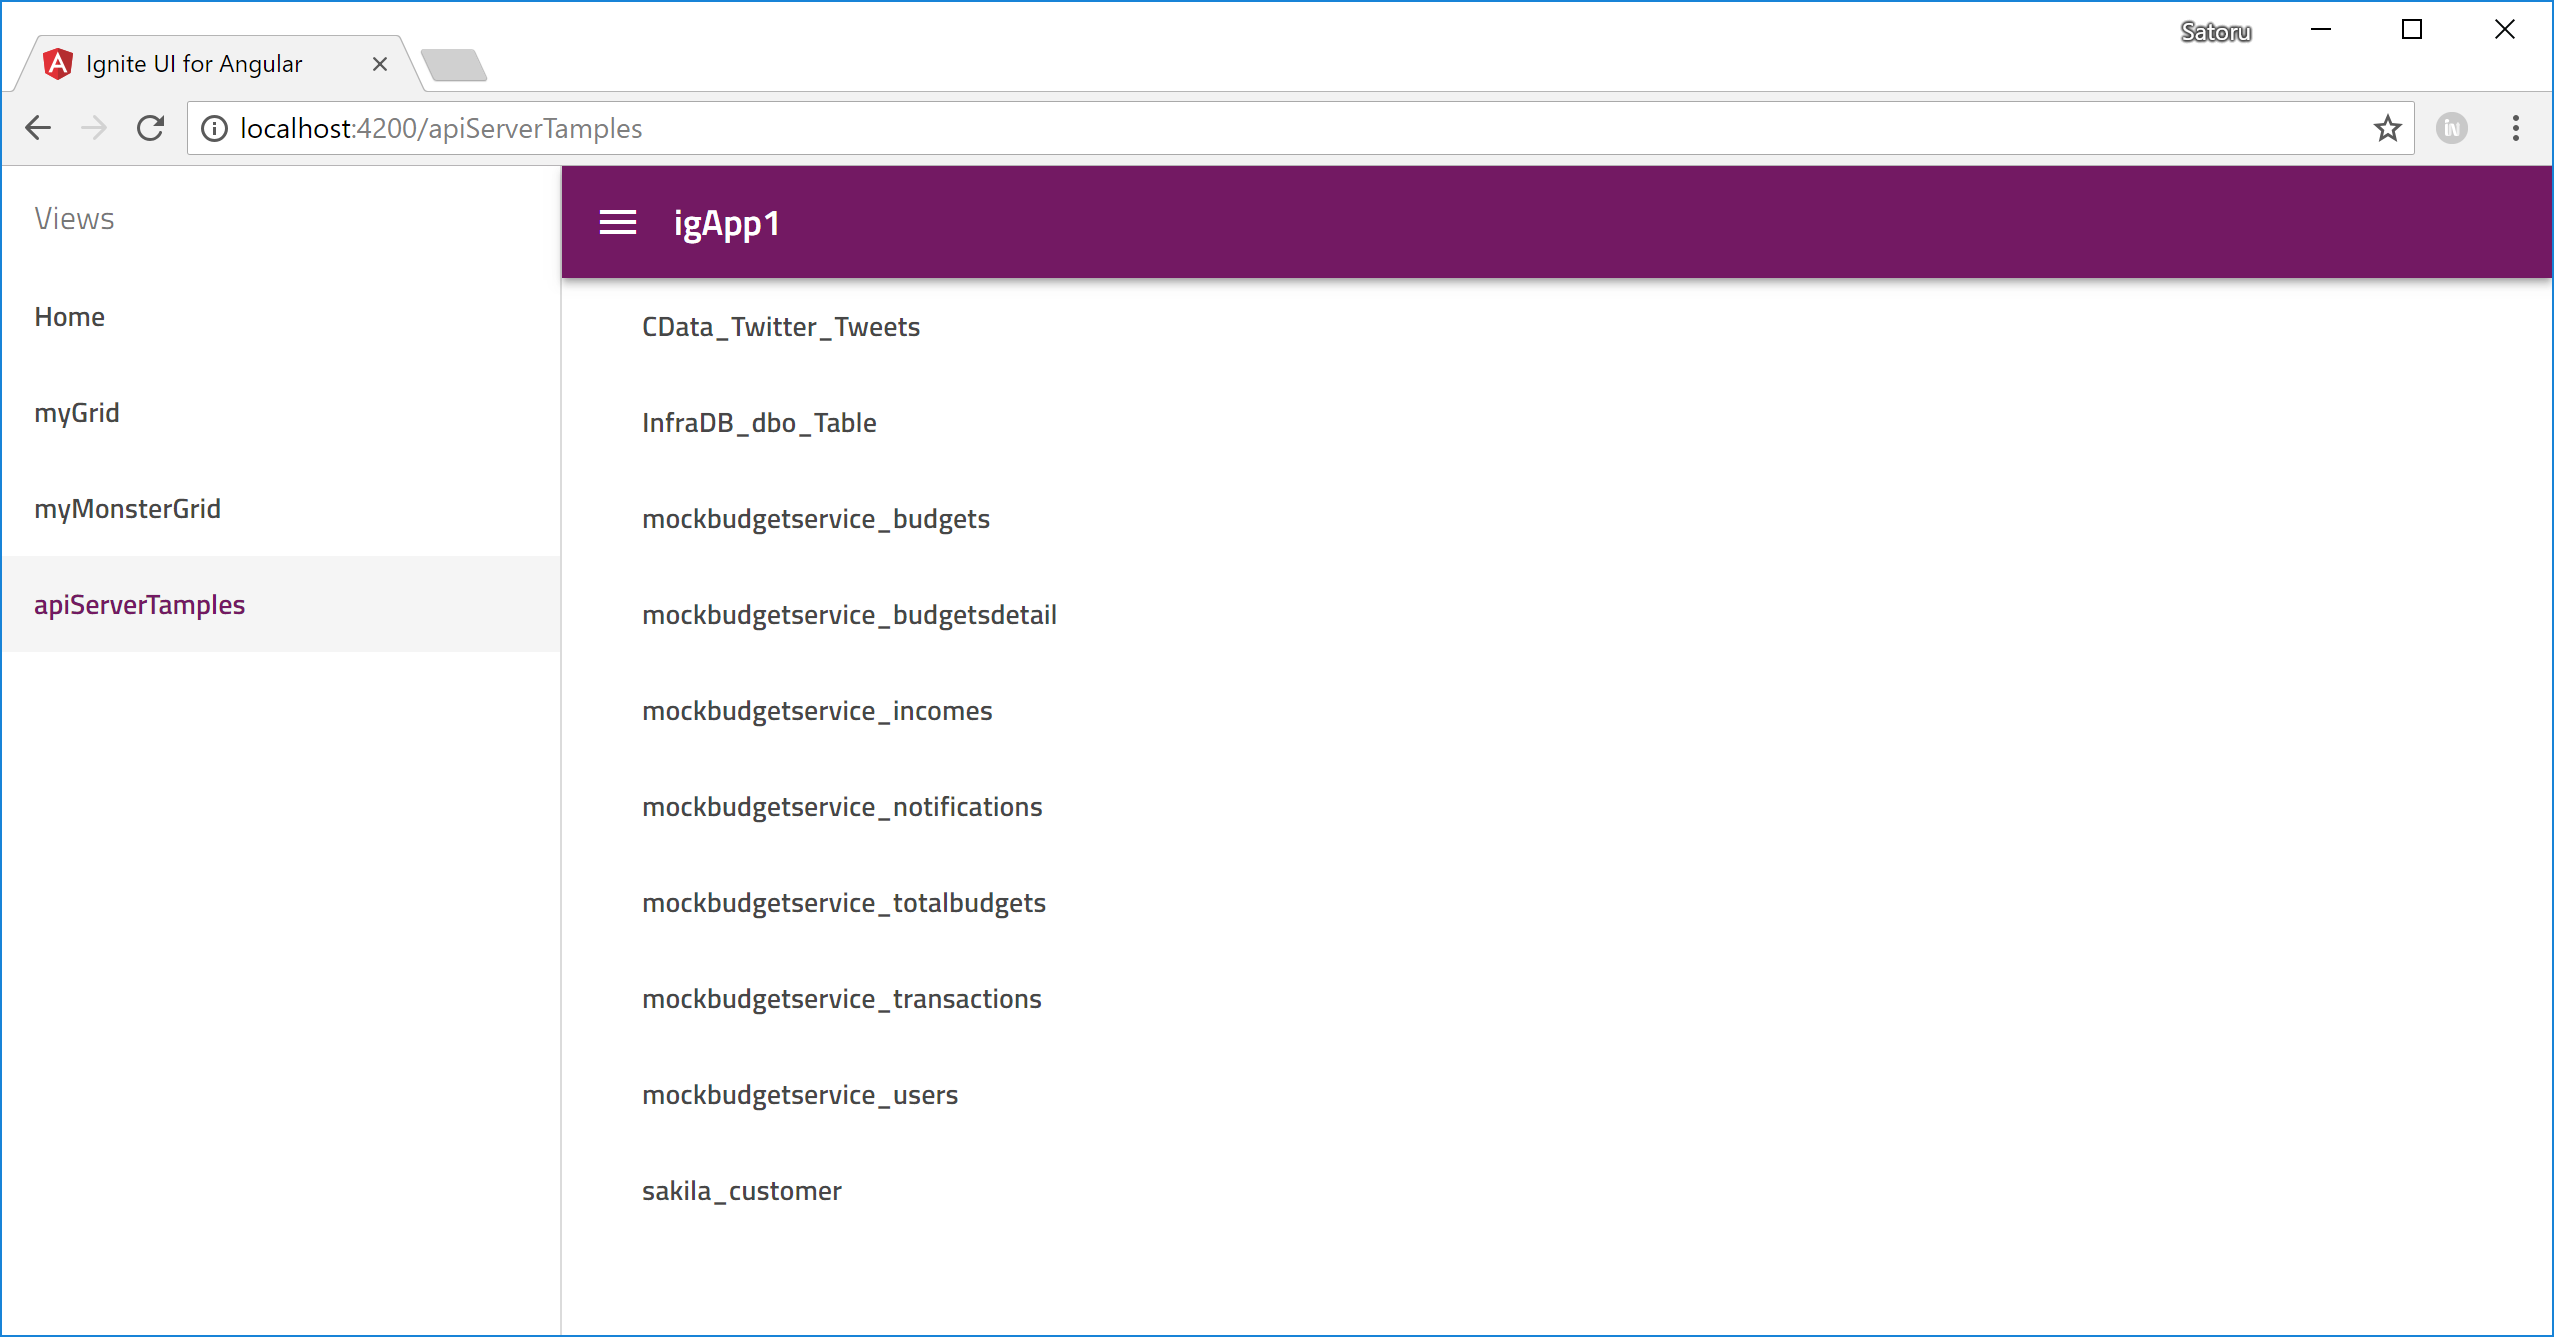 Satoru
Ignite UI for Angular
localhost:4200/apiServerTamples
Views
Home
myGrid
myMonsterGrid
apiServerTamples
igApp1
CData_Twitter_Tweets
InfraDB_dbo_Table
mockbudgetservice_budgets
mockbudgetservice_budgetsdetail
mockbudgetservice_incomes
mockbudgetservice_notifications
mockbudgetservice_totalbudgets
mockbudgetservice_transactions
mockbudgetservice_users
sakila_customer